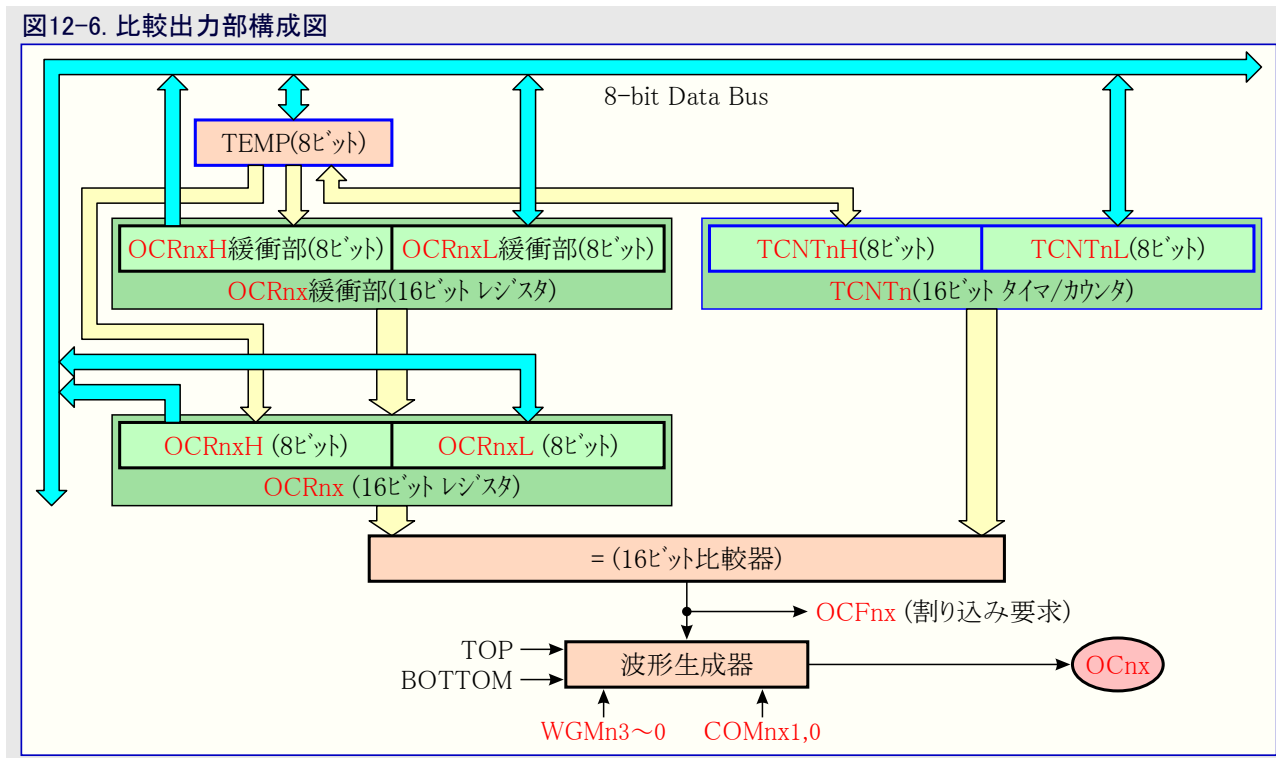 図12-6. 比較出力部構成図
8-bit Data Bus
TEMP(8ﾋﾞｯﾄ)
OCRnxH緩衝部(8ﾋﾞｯﾄ)
OCRnxL緩衝部(8ﾋﾞｯﾄ)
OCRnx緩衝部(16ﾋﾞｯﾄ ﾚｼﾞｽﾀ)
TCNTnH(8ﾋﾞｯﾄ)
TCNTnL(8ﾋﾞｯﾄ)
TCNTn(16ﾋﾞｯﾄ ﾀｲﾏ/ｶｳﾝﾀ)
OCRnxH (8ﾋﾞｯﾄ)
OCRnxL (8ﾋﾞｯﾄ)
OCRnx (16ﾋﾞｯﾄ ﾚｼﾞｽﾀ)
= (16ﾋﾞｯﾄ比較器)
OCFnx (割り込み要求)
TOP
BOTTOM
波形生成器
OCnx
WGMn3～0
COMnx1,0